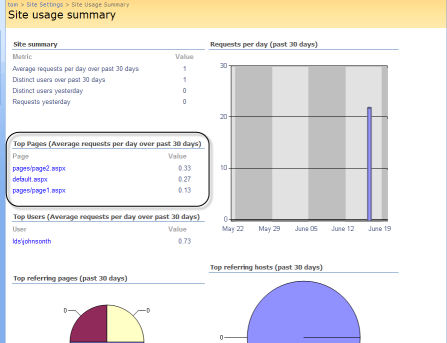 tom > Site Settings > Site Usage Summary
Site usage summary
Site summary
Metric Value
Average requests per day over past 30 days 1
Distinct users over past 30 days 1
Distinct users yesterday 0
Requests yesterday 0
Top Pages (Average requests per day over past 30 days)
Page Value
pages/page2.aspx 0.33
default.aspx 0.27
pages/page1.aspx 0.13
Top Users (Average requests per day over past 30 days)
User Value
lds\johnsonth 0.73
Top referring pages (past 30 days)
0 0
Requests per day (past 30 days)
30
20
10
0
May 22 May 29 June 05 June 12 June 19
Top referring hosts (past 30 days)
0